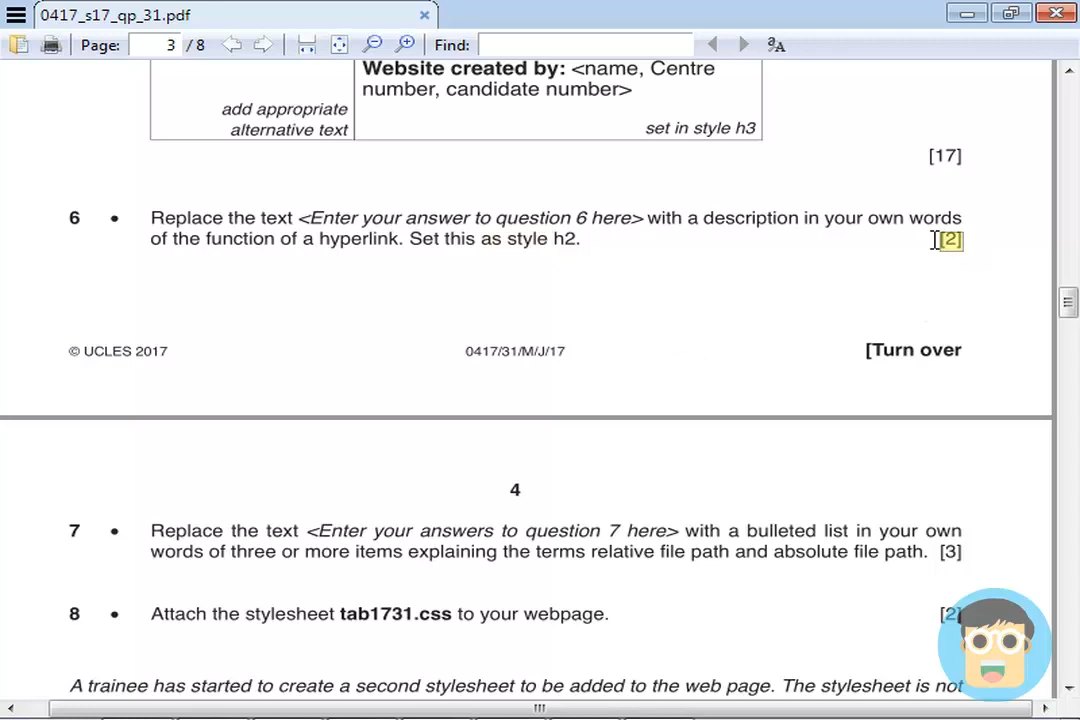 0417_s17_qp_31.pdf
Page: 3 / 8 Find:
Website created by: <name, Centre
number, candidate number>
add appropriate
alternative text
set in style h3
[17]
6 • Replace the text <Enter your answer to question 6 here> with a description in your own words
of the function of a hyperlink. Set this as style h2. [2]
© UCLES 2017 0417/31/M/J/17 [Turn over
4
7 • Replace the text <Enter your answers to question 7 here> with a bulleted list in your own
words of three or more items explaining the terms relative file path and absolute file path. [3]
8 • Attach the stylesheet tab1731.css to your webpage. [2]
A trainee has started to create a second stylesheet to be added to the web page. The stylesheet is not